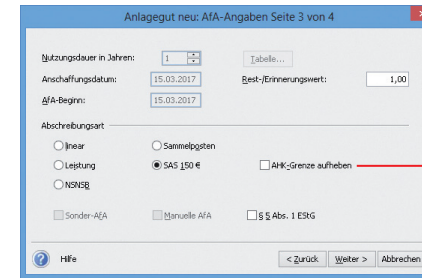 Anlagegut neu: AfA-Angaben Seite 3 von 4
Nutzungsdauer in Jahren: 1 Tabelle...
Anschaffungsdatum: 15.03.2017 Rest-/Erinnerungswert: 1,00
AfA-Beginn: 15.03.2017
Abschreibungsart
linear Sammelposten
Leistung SAS 150 € AHK-Grenze aufheben
NSNSB
Sonder-AfA Manuelle AfA § 6 Abs. 1 EStG
Hilfe < Zurück Weiter > Abbrechen